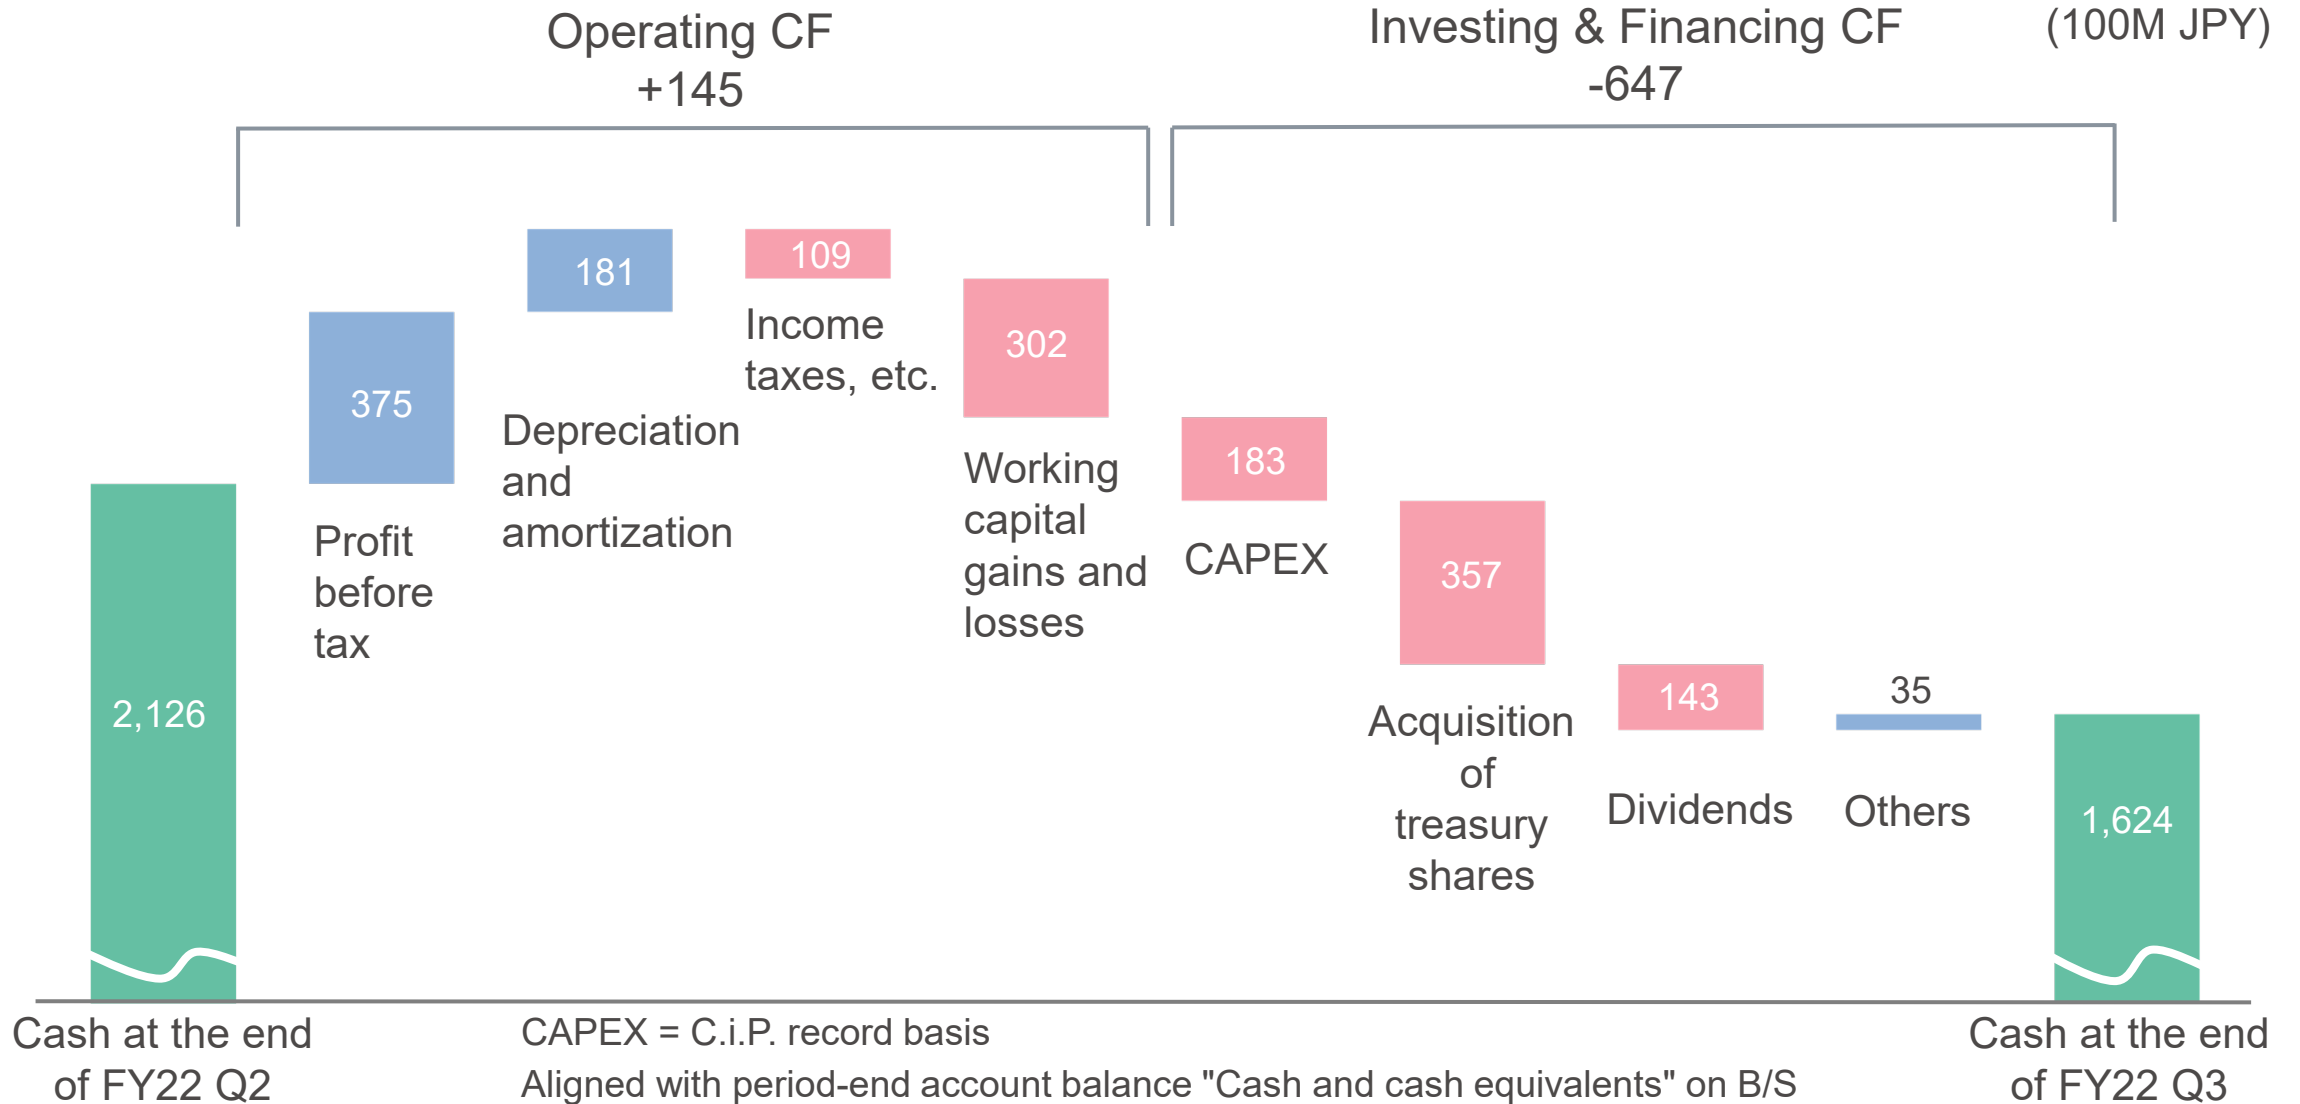 Operating CF
+145
Investing & Financing CF
-647
(100M JPY)
2,126
375
Profit
before
tax
181
Depreciation
and
amortization
109
Income
taxes, etc.
302
Working
capital
gains and
losses
183
CAPEX
357
Acquisition
of
treasury
shares
143
Dividends
35
Others
1,624
Cash at the end
of FY22 Q2
CAPEX = C.i.P. record basis
Aligned with period-end account balance "Cash and cash equivalents" on B/S
Cash at the end
of FY22 Q3